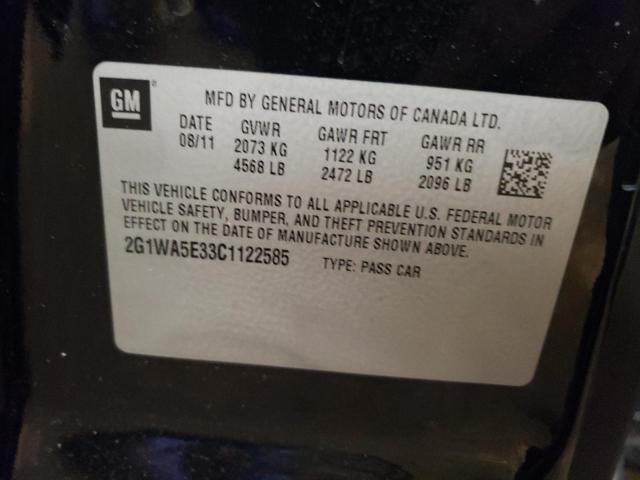 GM
®
MFD BY GENERAL MOTORS OF CANADA LTD.
DATE GVWR GAWR FRT GAWR RR
08/11 2073 KG 1122 KG 951 KG
4568 LB 2472 LB 2096 LB
THIS VEHICLE CONFORMS TO ALL APPLICABLE U.S. FEDERAL MOTOR
VEHICLE SAFETY, BUMPER, AND THEFT PREVENTION STANDARDS IN
EFFECT ON THE DATE OF MANUFACTURE SHOWN ABOVE.
2G1WA5E33C1122585 TYPE: PASS CAR